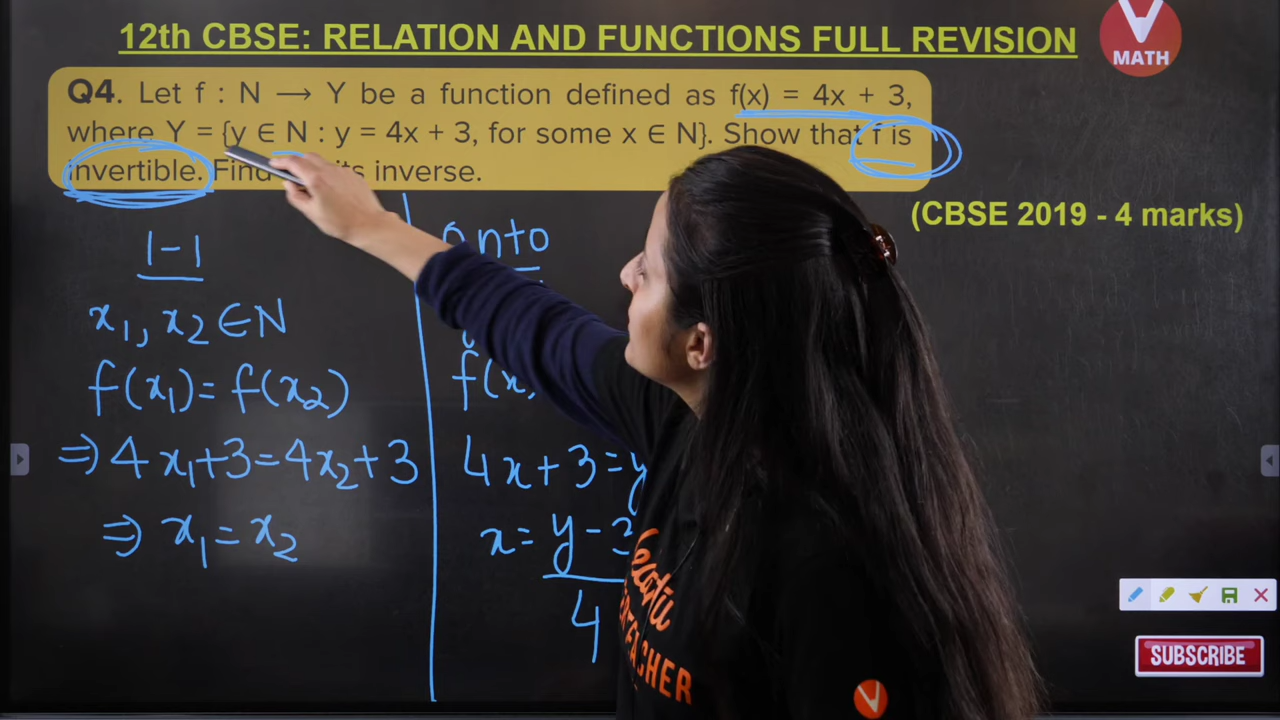 12th CBSE: RELATION AND FUNCTIONS FULL REVISION
MATH
Q4. Let f : N → Y be a function defined as f(x) = 4x + 3,
where Y = {y ∈ N : y = 4x + 3, for some x ∈ N}. Show that f is
invertible. Find its inverse.
(CBSE 2019 - 4 marks)
1-1
x₁, x₂ ∈ N
f(x₁) = f(x₂)
⇒ 4x₁+3 = 4x₂+3
⇒ x₁ = x₂
onto
f(x)
4x+3=y
x = y-3
4
SUBSCRIBE